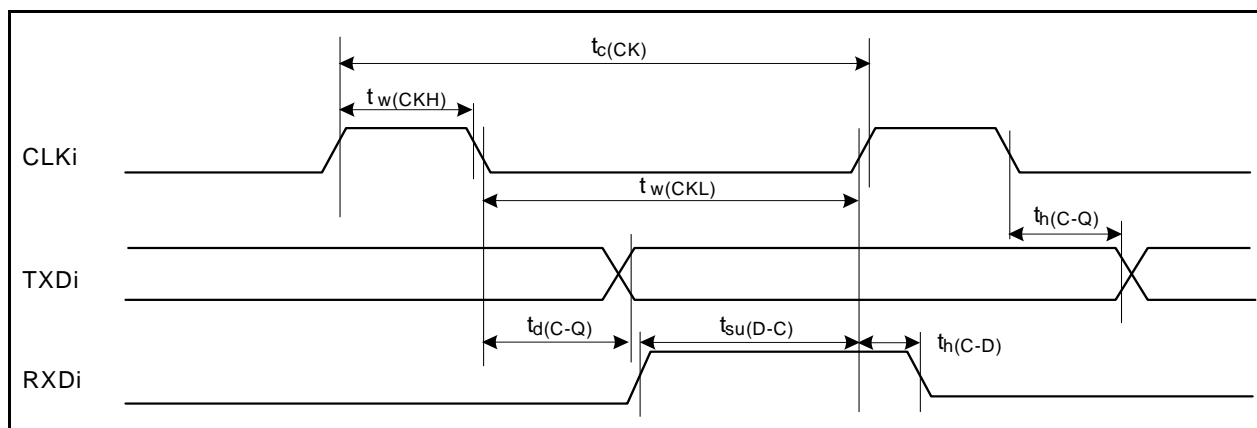 tc(CK)
tw(CKH)
CLKi
tw(CKL)
th(C-Q)
TXDi
td(C-Q)
tsu(D-C)
th(C-D)
RXDi